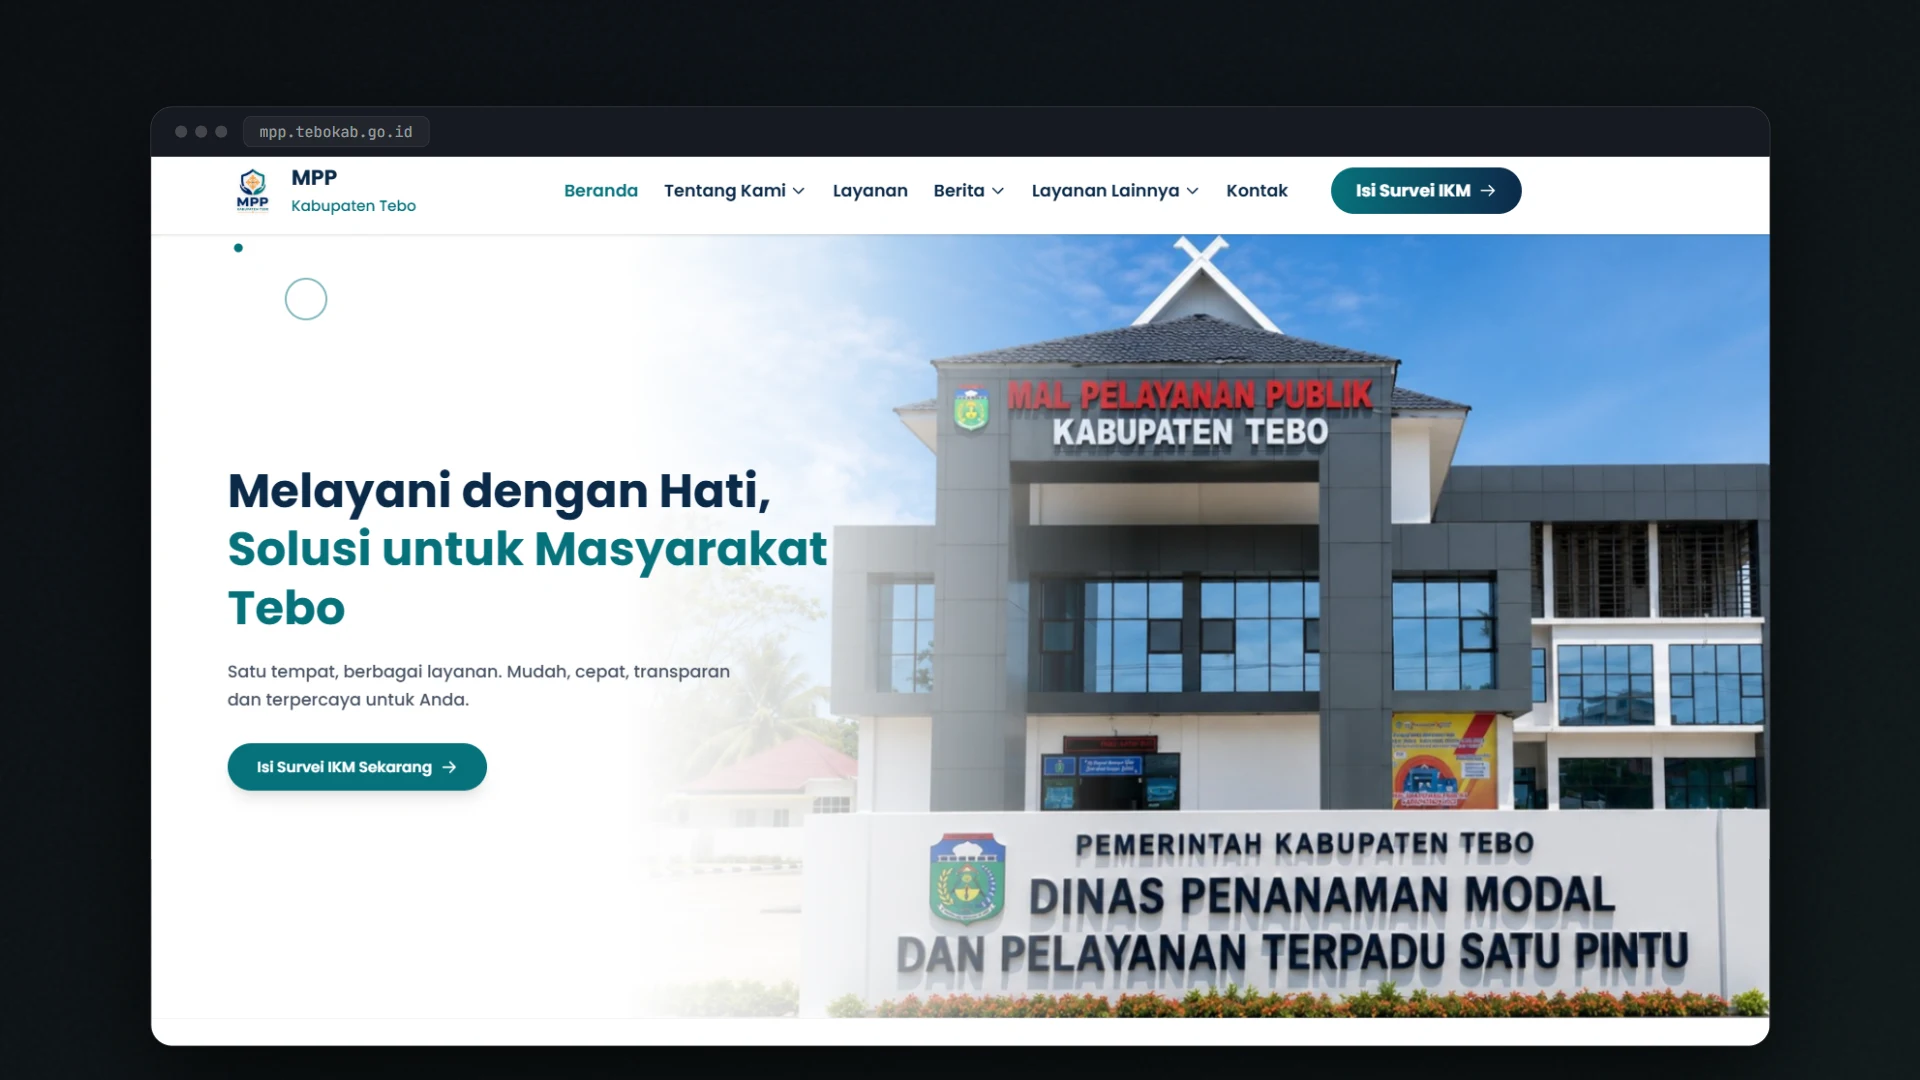 mpp.tebokab.go.id
MPP
MPP
Kabupaten Tebo
Beranda
Tentang Kami
Layanan
Berita
Layanan Lainnya
Kontak
Isi Survei IKM
Melayani dengan Hati,
Solusi untuk Masyarakat
Tebo
Satu tempat, berbagai layanan. Mudah, cepat, transparan
dan terpercaya untuk Anda.
Isi Survei IKM Sekarang
MAL PELAYANAN PUBLIK
KABUPATEN TEBO
PEMERINTAH KABUPATEN TEBO
DINAS PENANAMAN MODAL
DAN PELAYANAN TERPADU SATU PINTU